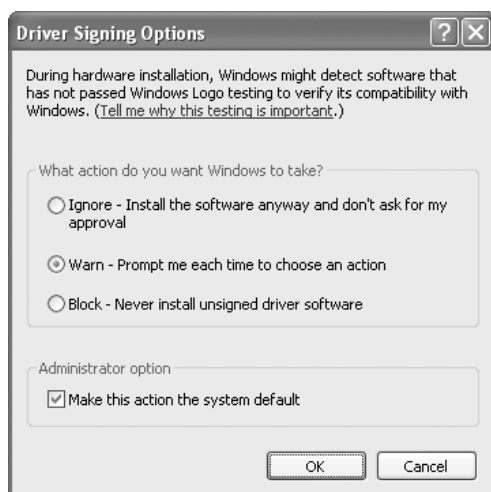 Driver Signing Options
During hardware installation, Windows might detect software that
has not passed Windows Logo testing to verify its compatibility with
Windows. (Tell me why this testing is important.)
What action do you want Windows to take?
Ignore - Install the software anyway and don't ask for my
approval
Warn - Prompt me each time to choose an action
Block - Never install unsigned driver software
Administrator option
Make this action the system default
OK Cancel